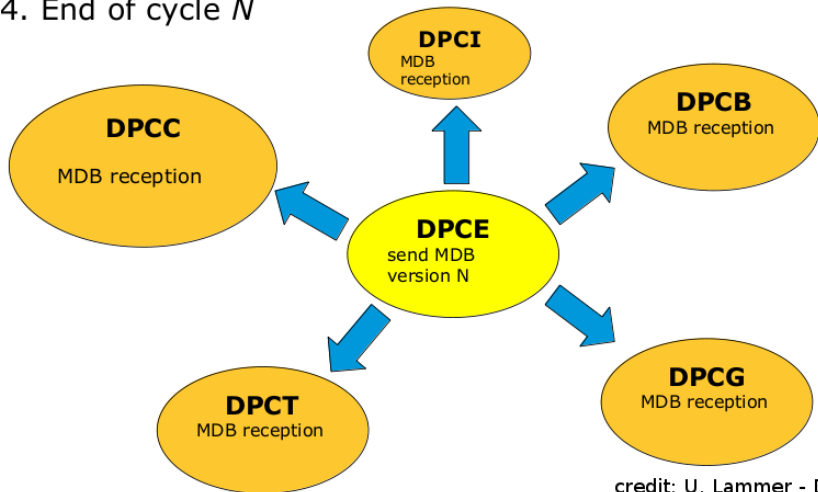 4. End of cycle N
DPCI
MDB
reception
DPCB
MDB reception
DPCC
MDB reception
DPCE
send MDB
version N
DPCT
MDB reception
DPCG
MDB reception
credit: U. Lammer -